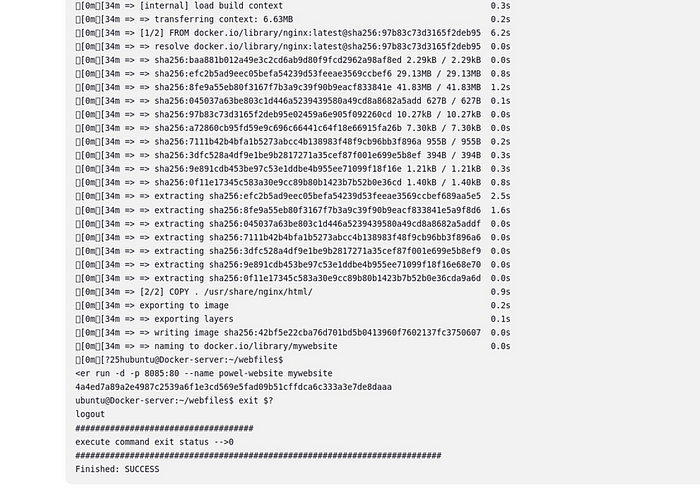 [0m[34m => [internal] load build context 0.3s
[0m[34m => => transferring context: 6.63MB 0.2s
[0m[34m => [1/2] FROM docker.io/library/nginx:latest@sha256:97b83c73d3165f2deb95 6.2s
[0m[34m => => resolve docker.io/library/nginx:latest@sha256:97b83c73d3165f2deb95 0.0s
[0m[34m => => sha256:baa881b012a49e3c2cd6ab9d80f9fcd2962a98af8ed 2.29kB / 2.29kB 0.0s
[0m[34m => => sha256:efc2b5ad9eec05befa54239d53feeae3569ccbef6 29.13MB / 29.13MB 0.8s
[0m[34m => => sha256:8fe9a55eb80f3167f7b3a9c39f90b9eacf833841e 41.83MB / 41.83MB 1.2s
[0m[34m => => sha256:045037a63be803c1d446a5239439580a49cd8a8682a5add 627B / 627B 0.1s
[0m[34m => => sha256:97b83c73d3165f2deb95e02459a6e905f092260cd 10.27kB / 10.27kB 0.0s
[0m[34m => => sha256:a72860cb95fd59e9c696c66441c64f18e66915fa26b 7.30kB / 7.30kB 0.0s
[0m[34m => => sha256:7111b42b4bfa1b5273abcc4b138983f48f9cb96bb3f896a 955B / 955B 0.2s
[0m[34m => => sha256:3dfc528a4df9e1be9b2817271a35cef87f001e699e5b8ef 394B / 394B 0.3s
[0m[34m => => sha256:9e891cdb453be97c53e1ddbe4b955ee71099f18f16e 1.21kB / 1.21kB 0.3s
[0m[34m => => sha256:0f11e17345c583a30e9cc89b80b1423b7b52b0e36cd 1.40kB / 1.40kB 0.8s
[0m[34m => => extracting sha256:efc2b5ad9eec05befa54239d53feeae3569ccbef689aa5e5 2.5s
[0m[34m => => extracting sha256:8fe9a55eb80f3167f7b3a9c39f90b9eacf833841e5a9f8d6 1.6s
[0m[34m => => extracting sha256:045037a63be803c1d446a5239439580a49cd8a8682a5addf 0.0s
[0m[34m => => extracting sha256:7111b42b4bfa1b5273abcc4b138983f48f9cb96bb3f896a6 0.0s
[0m[34m => => extracting sha256:3dfc528a4df9e1be9b2817271a35cef87f001e699e5b8ef9 0.0s
[0m[34m => => extracting sha256:9e891cdb453be97c53e1ddbe4b955ee71099f18f16e68e70 0.0s
[0m[34m => => extracting sha256:0f11e17345c583a30e9cc89b80b1423b7b52b0e36cda9a6d 0.0s
[0m[34m => [2/2] COPY . /usr/share/nginx/html/ 0.9s
[0m[34m => exporting to image 0.2s
[0m[34m => => exporting layers 0.1s
[0m[34m => => writing image sha256:42bf5e22cba76d701bd5b0413960f7602137fc3750607 0.0s
[0m[34m => => naming to docker.io/library/mywebsite 0.0s
[0m[?25hubuntu@Docker-server:~/webfiles$
<er run -d -p 8085:80 --name powel-website mywebsite
4a4ed7a89a2e4987c2539a6f1e3cd569e5fad09b51cffdca6c333a3e7de8daaa
ubuntu@Docker-server:~/webfiles$ exit $?
logout
##################################
execute command exit status -->0
######################################################################
Finished: SUCCESS